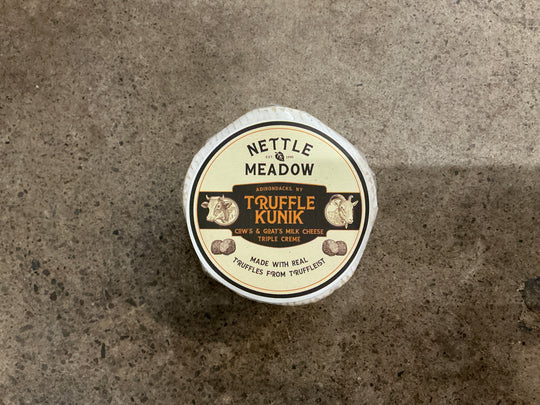 NETTLE
MEADOW
ADIRONDACKS NY
TRUFFLE
KUNIK
COW'S & GOAT'S MILK CHEESE
TRIPLE CREME
MADE WITH REAL
TRUFFLES FROM TRUFFLEIST